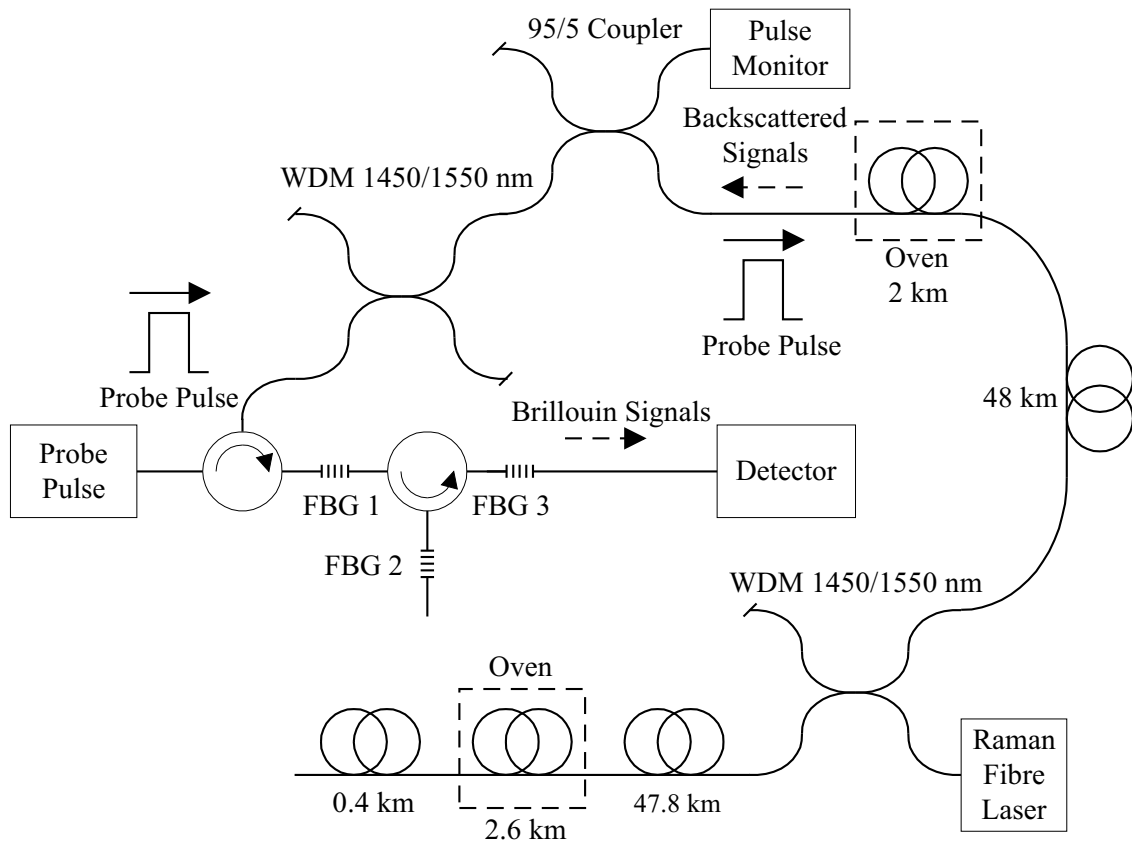 95/5 Coupler
Pulse
Monitor
Backscattered
Signals
WDM 1450/1550 nm
Oven
2 km
Probe Pulse
Probe Pulse
48 km
Brillouin Signals
Probe
Pulse
FBG 1
FBG 3
Detector
FBG 2
WDM 1450/1550 nm
Oven
0.4 km
2.6 km
47.8 km
Raman
Fibre
Laser